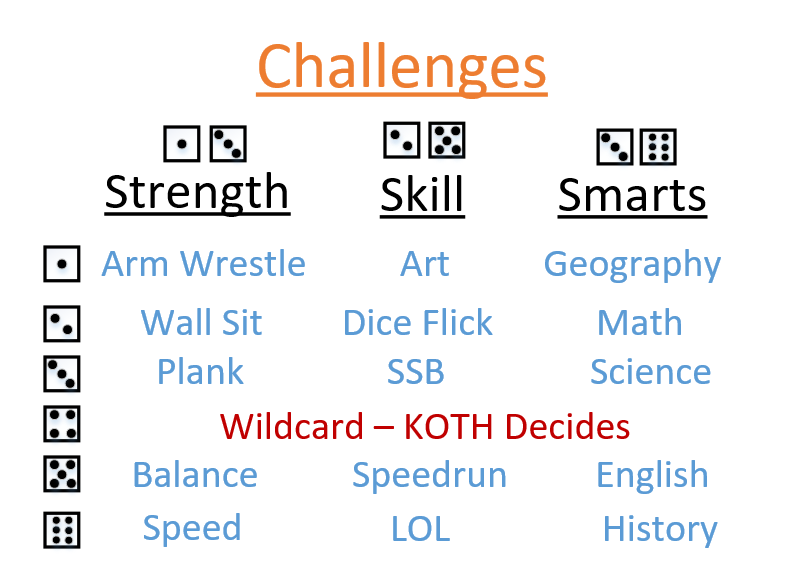 Challenges
Strength Skill Smarts
Arm Wrestle Art Geography
Wall Sit Dice Flick Math
Plank SSB Science
Wildcard – KOTH Decides
Balance Speedrun English
Speed LOL History